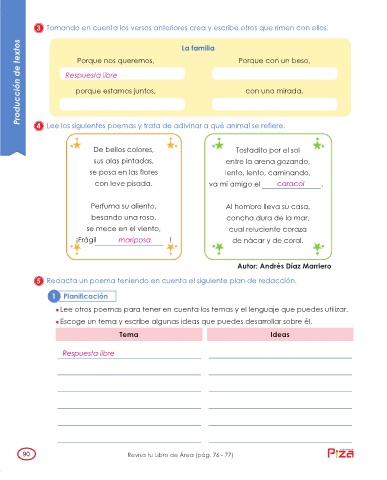 Producción de textos
3 Tomando en cuenta los versos anteriores crea y escribe otros que rimen con ellos.
La familia
Porque nos queremos,
Respuesta libre
porque estamos juntos,
Porque con un beso,
con una mirada.
4 Lee los siguientes poemas y trata de adivinar a qué animal se refiere.
De bellos colores,
sus alas pintadas,
se posa en las flores
con leve pisada.
Perfuma su aliento,
besando una rosa,
se mece en el viento,
¡Frágil mariposa !
Tostadito por el sol
entre la arena gozando,
lento, lento, caminando,
va mi amigo el caracol .
Al hombro lleva su casa,
concha dura de la mar,
cual reluciente coraza
de nácar y de coral.
Autor: Andrés Díaz Marrero
5 Redacta un poema teniendo en cuenta el siguiente plan de redacción.
1 Planificación
Lee otros poemas para tener en cuenta los temas y el lenguaje que puedes utilizar.
Escoge un tema y escribe algunas ideas que puedes desarrollar sobre él.
Tema Ideas
Respuesta libre
90 Revisa tu Libro de Área (pág. 76 - 77)